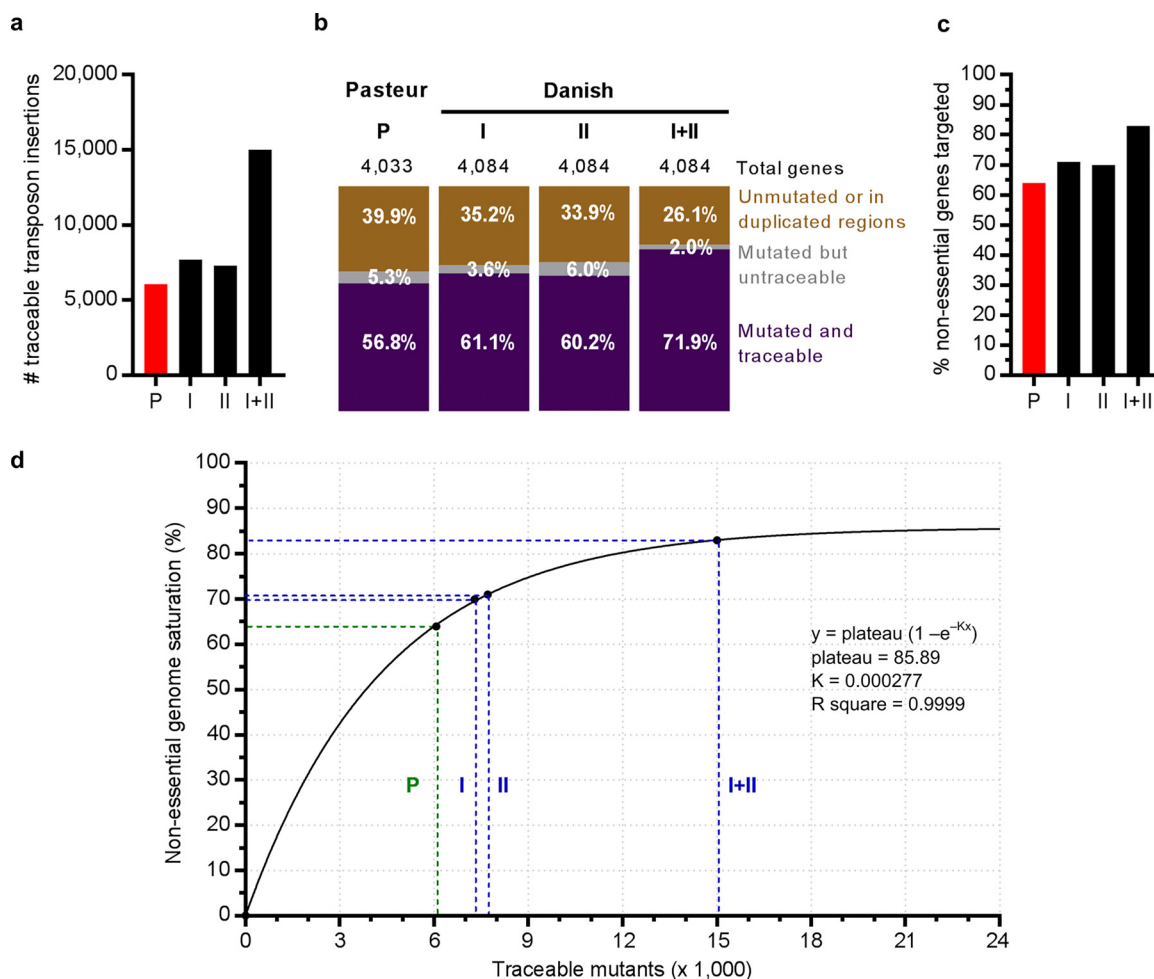 a
# traceable transposon insertions
20,000
15,000
10,000
5,000
0
P I II I+II
b
Pasteur Danish
P I II I+II
4,033 4,084 4,084 4,084 Total genes
39.9% 35.2% 33.9% 26.1% Unmutated or in
duplicated regions
5.3% 3.6% 6.0% 2.0% Mutated but
untraceable
56.8% 61.1% 60.2% 71.9% Mutated and
traceable
c
% non-essential genes targeted
100
90
80
70
60
50
40
30
20
10
0
P I II I+II
d
Non-essential genome saturation (%)
100
90
80
70
60
50
40
30
20
10
0
y = plateau (1 –e–Kx)
plateau = 85.89
K = 0.000277
R square = 0.9999
P I II I+II
0 3 6 9 12 15 18 21 24
Traceable mutants (x 1,000)